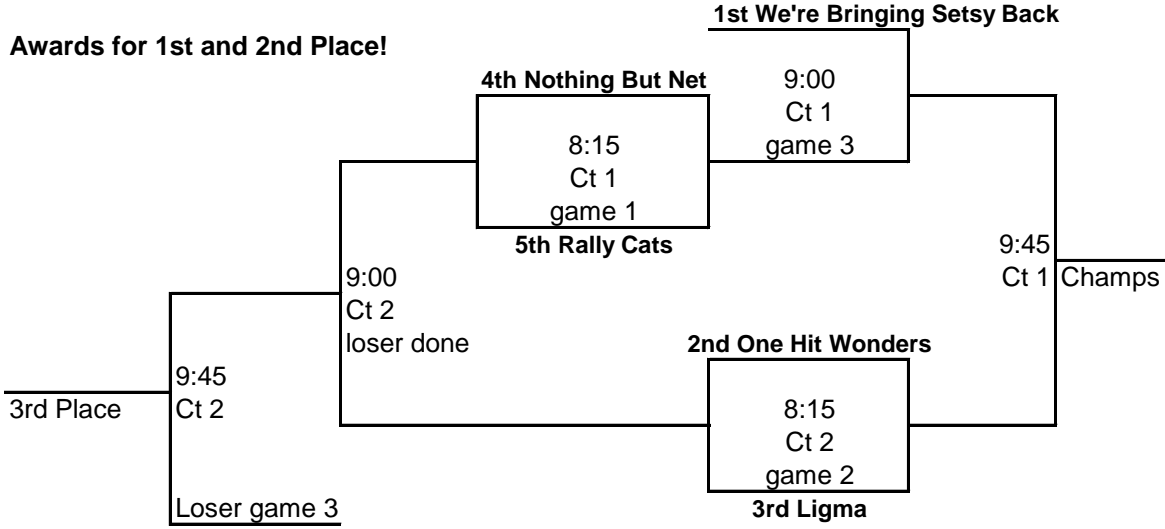 1st We're Bringing Setsy Back
Awards for 1st and 2nd Place!
4th Nothing But Net
9:00
Ct 1
game 3
8:15
Ct 1
game 1
5th Rally Cats
9:45
Ct 1
Champs
9:00
Ct 2
loser done
2nd One Hit Wonders
9:45
Ct 2
3rd Place
8:15
Ct 2
game 2
Loser game 3
3rd Ligma